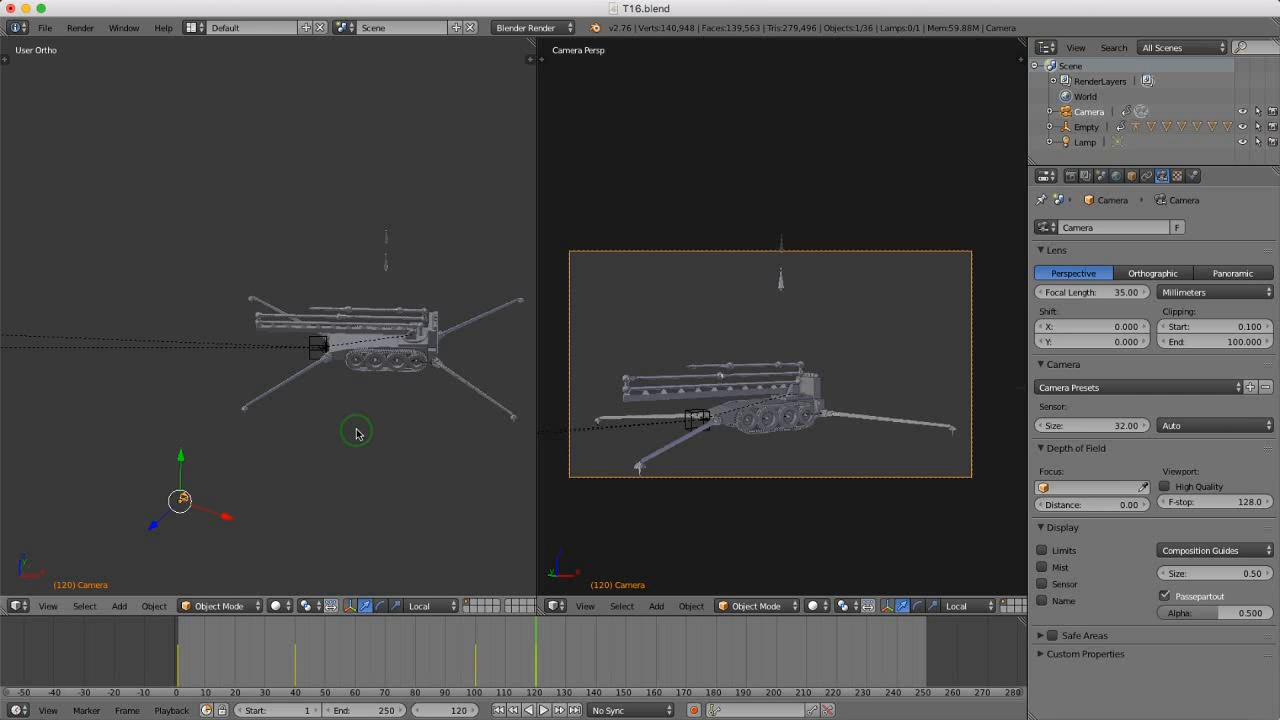 T16.blend
File Render Window Help Default Scene Blender Render v2.76 | Verts:140,948 | Faces:139,563 | Tris:279,496 | Objects:1/36 | Lamps:0/1 | Mem:59.88M | Camera
User Ortho
Camera Persp
View Search All Scenes
Scene
RenderLayers
World
Camera
Empty
Lamp
Camera Camera
Camera F
Lens
Perspective Orthographic Panoramic
Focal Length: 35.00 Millimeters
Shift: Clipping:
X: 0.000 Start: 0.100
Y: 0.000 End: 100.000
Camera
Camera Presets
Sensor:
Size: 32.00 Auto
Depth of Field
Focus: Viewport:
High Quality
Distance: 0.00 F-stop: 128.0
Display
Limits Composition Guides
Mist
Size: 0.50
Sensor
Passepartout
Name
Alpha: 0.500
Safe Areas
Custom Properties
(120) Camera
(120) Camera
View Select Add Object Object Mode Local
View Select Add Object Object Mode Local
-50 -40 -30 -20 -10 0 10 20 30 40 50 60 70 80 90 100 110 120 130 140 150 160 170 180 190 200 210 220 230 240 250 260 270 280
View Marker Frame Playback Start: 1 End: 250 120 No Sync